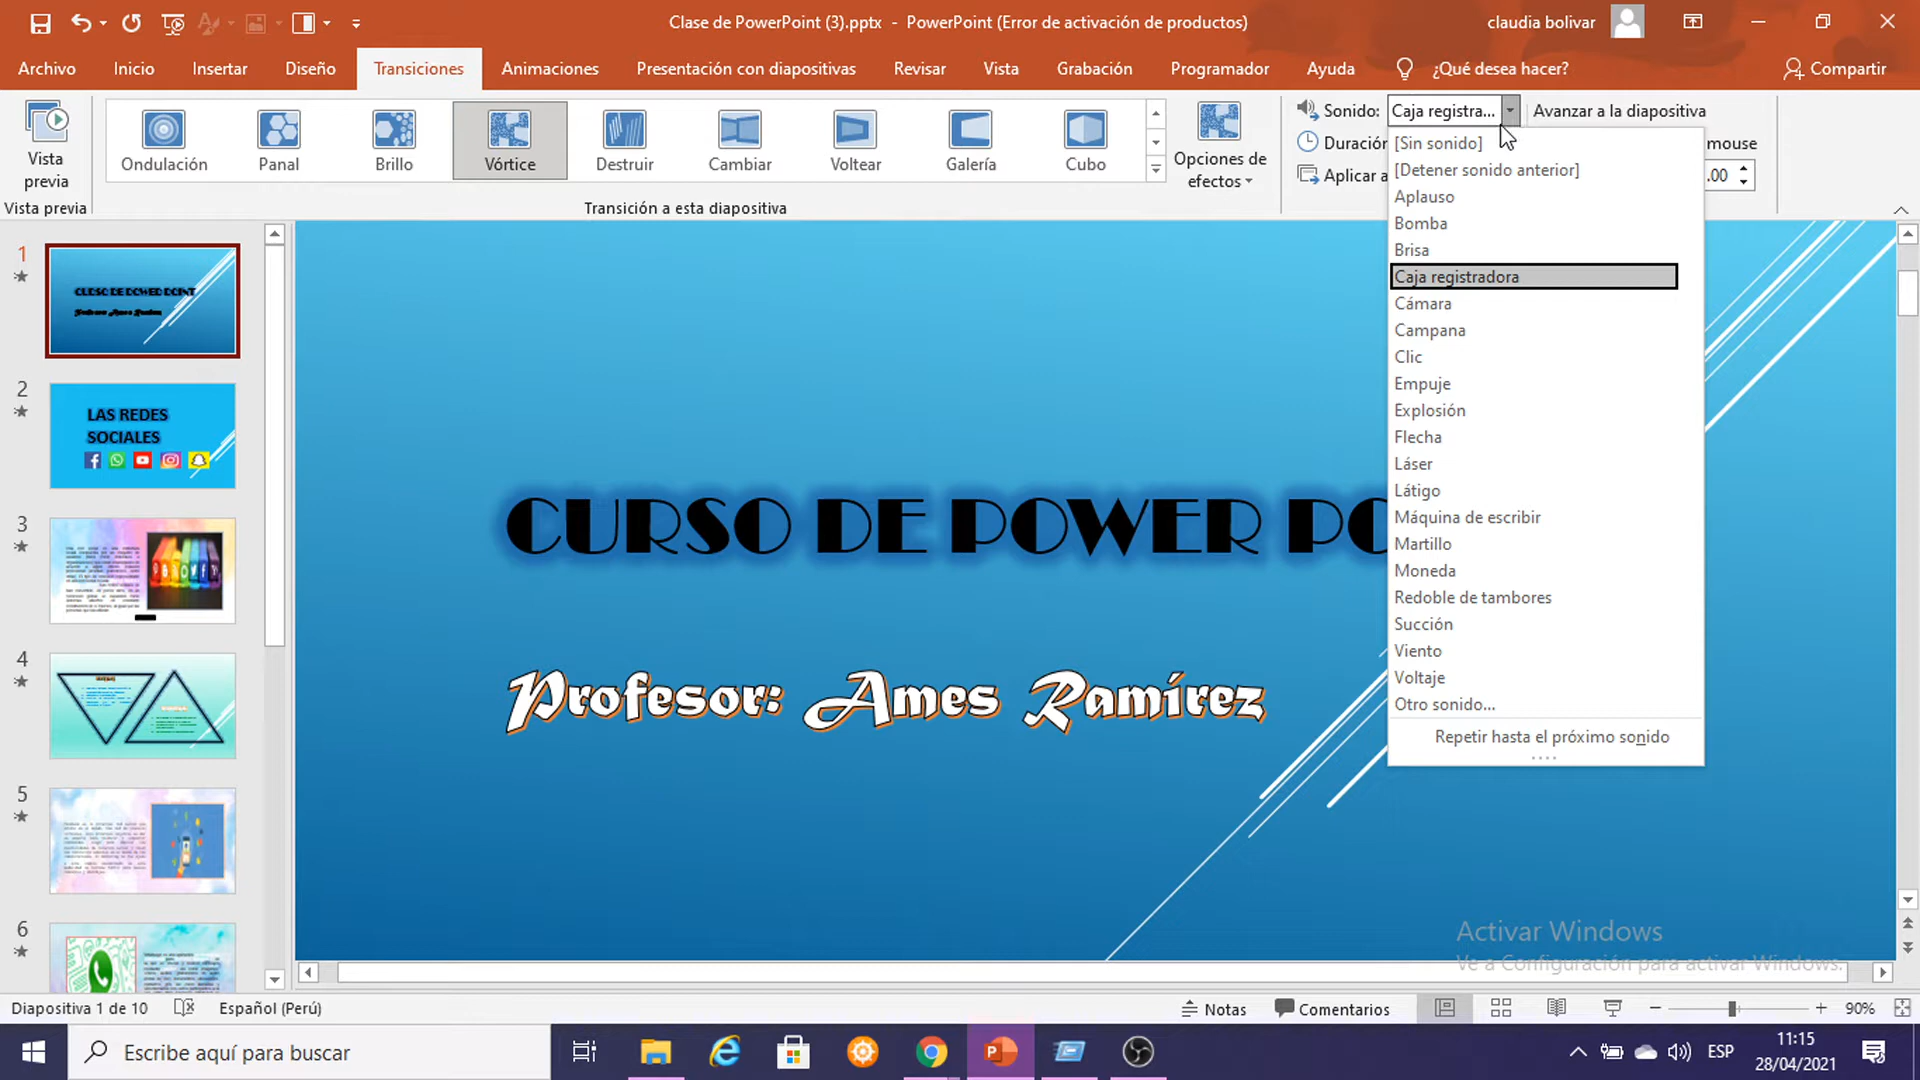 Clase de PowerPoint (3).pptx - PowerPoint (Error de activación de productos)
claudia bolivar
Archivo Inicio Insertar Diseño Transiciones Animaciones Presentación con diapositivas Revisar Vista Grabación Programador Ayuda ¿Qué desea hacer? Compartir
Vista previa
Ondulación Panal Brillo Vórtice Destruir Cambiar Voltear Galería Cubo
Opciones de efectos
Sonido: Caja registra... Avanzar a la diapositiva
Duración mouse
Aplicar a .00
Vista previa
Transición a esta diapositiva
[Sin sonido]
[Detener sonido anterior]
Aplauso
Bomba
Brisa
Caja registradora
Cámara
Campana
Clic
Empuje
Explosión
Flecha
Láser
Látigo
Máquina de escribir
Martillo
Moneda
Redoble de tambores
Succión
Viento
Voltaje
Otro sonido...
Repetir hasta el próximo sonido
1
CURSO DE POWER POINT
Profesor: Ames Ramírez
2
LAS REDES
SOCIALES
3
4
5
6
CURSO DE POWER PO
Profesor: Ames Ramírez
Activar Windows
Ve a Configuración para activar Windows.
Diapositiva 1 de 10 Español (Perú) Notas Comentarios 90%
Escribe aquí para buscar
ESP
11:15
28/04/2021